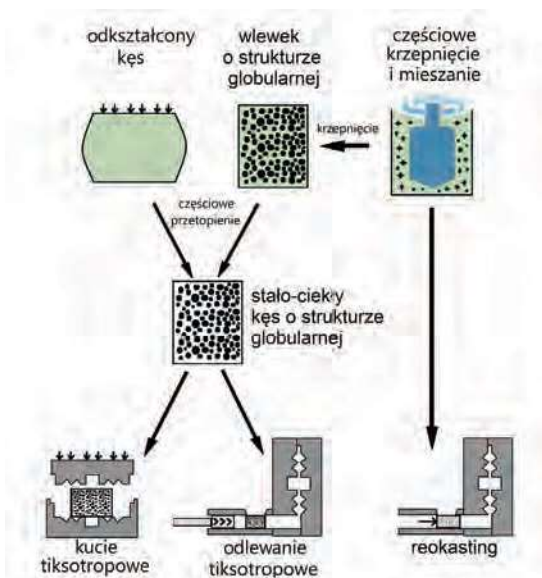 odkształcony
kęs
wlewek
o strukturze
globularnej
częściowe
krzepnięcie
i mieszanie
krzepnięcie
częściowe
przetopienie
stało-ciekły
kęs o strukturze
globularnej
kucie
tiksotropowe
odlewanie
tiksotropowe
reokasting